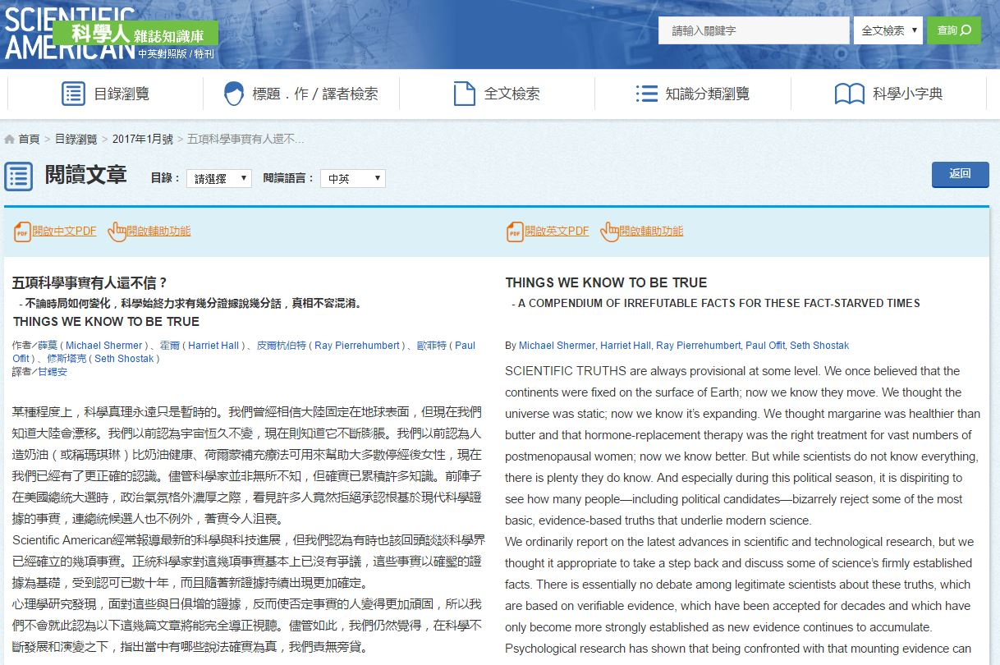 SCIENTIFIC
科學人 雜誌知識庫
AMERICAN 中英對照版 / 特刊
請輸入關鍵字
全文檢索
查詢
目錄瀏覽
標題．作 / 譯者檢索
全文檢索
知識分類瀏覽
科學小字典
首頁 > 目錄瀏覽 > 2017年1月號 > 五項科學事實有人還不...
閱讀文章 目錄： 請選擇 閱讀語言： 中英
返回
PDF 開啟中文PDF 開啟輔助功能
PDF 開啟英文PDF 開啟輔助功能
五項科學事實有人還不信？
- 不論時局如何變化，科學始終力求有幾分證據說幾分話，真相不容混淆。
THINGS WE KNOW TO BE TRUE
作者╱薛莫 ( Michael Shermer ) 、霍爾 ( Harriet Hall ) 、皮爾杭伯特 ( Ray Pierrehumbert ) 、歐菲特 ( Paul
Offit ) 、修斯塔克 ( Seth Shostak )
譯者╱甘錫安
某種程度上，科學真理永遠只是暫時的。我們曾經相信大陸固定在地球表面，但現在我們
知道大陸會漂移。我們以前認為宇宙恆久不變，現在則知道它不斷膨脹。我們以前認為人
造奶油（或稱瑪琪琳）比奶油健康、荷爾蒙補充療法可用來幫助大多數停經後女性，現在
我們已經有了更正確的認識。儘管科學家並非無所不知，但確實已累積許多知識。前陣子
在美國總統大選時，政治氣氛格外濃厚之際，看見許多人竟然拒絕承認根基於現代科學證
據的事實，連總統候選人也不例外，著實令人沮喪。
Scientific American經常報導最新的科學與科技進展，但我們認為有時也該回頭談談科學界
已經確立的幾項事實。正統科學家對這幾項事實基本上已沒有爭議，這些事實以確鑿的證
據為基礎，受到認可已數十年，而且隨著新證據持續出現更加確定。
心理學研究發現，面對這些與日俱增的證據，反而使否定事實的人變得更加頑固，所以我
們不會就此認為以下這幾篇文章將能完全導正視聽。儘管如此，我們仍然覺得，在科學不
斷發展和演變之下，指出當中有哪些說法確實為真，我們責無旁貸。
THINGS WE KNOW TO BE TRUE
- A COMPENDIUM OF IRREFUTABLE FACTS FOR THESE FACT-STARVED TIMES
By Michael Shermer, Harriet Hall, Ray Pierrehumbert, Paul Offit, Seth Shostak
SCIENTIFIC TRUTHS are always provisional at some level. We once believed that the
continents were fixed on the surface of Earth; now we know they move. We thought the
universe was static; now we know it’s expanding. We thought margarine was healthier than
butter and that hormone-replacement therapy was the right treatment for vast numbers of
postmenopausal women; now we know better. But while scientists do not know everything,
there is plenty they do know. And especially during this political season, it is dispiriting to
see how many people—including political candidates—bizarrely reject some of the most
basic, evidence-based truths that underlie modern science.
We ordinarily report on the latest advances in scientific and technological research, but we
thought it appropriate to take a step back and discuss some of science’s firmly established
facts. There is essentially no debate among legitimate scientists about these truths, which
are based on verifiable evidence, which have been accepted for decades and which have
only become more strongly established as new evidence continues to accumulate.
Psychological research has shown that being confronted with that mounting evidence can